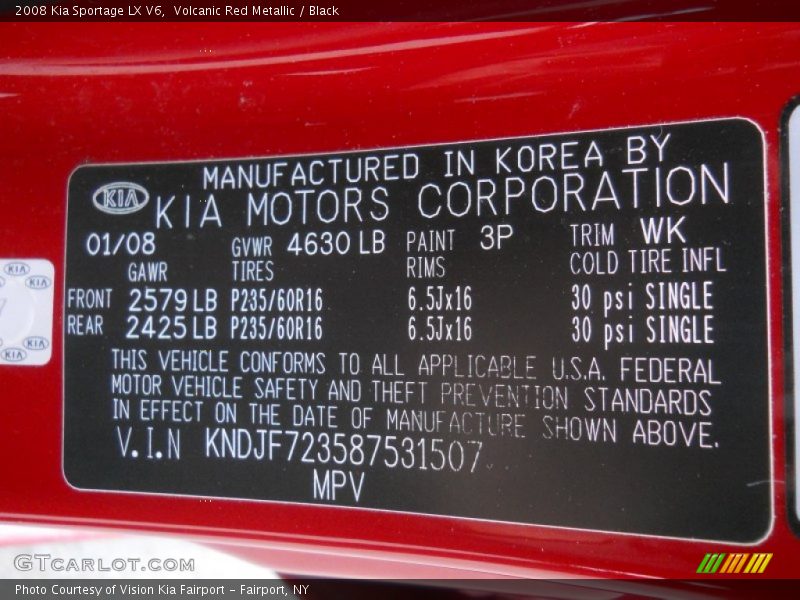 2008 Kia Sportage LX V6,  Volcanic Red Metallic / Black
MANUFACTURED IN KOREA BY
KIA KIA MOTORS CORPORATION
01/08 GVWR 4630 LB PAINT 3P TRIM WK
GAWR TIRES RIMS COLD TIRE INFL
FRONT 2579 LB P235/60R16 6.5Jx16 30 psi SINGLE
REAR 2425 LB P235/60R16 6.5Jx16 30 psi SINGLE
THIS VEHICLE CONFORMS TO ALL APPLICABLE U.S.A. FEDERAL
MOTOR VEHICLE SAFETY AND THEFT PREVENTION STANDARDS
IN EFFECT ON THE DATE OF MANUFACTURE SHOWN ABOVE.
V.I.N KNDJF723587531507
MPV
KIA
KIA
KIA
KIA
GTCARLOT.COM
Photo Courtesy of Vision Kia Fairport – Fairport, NY